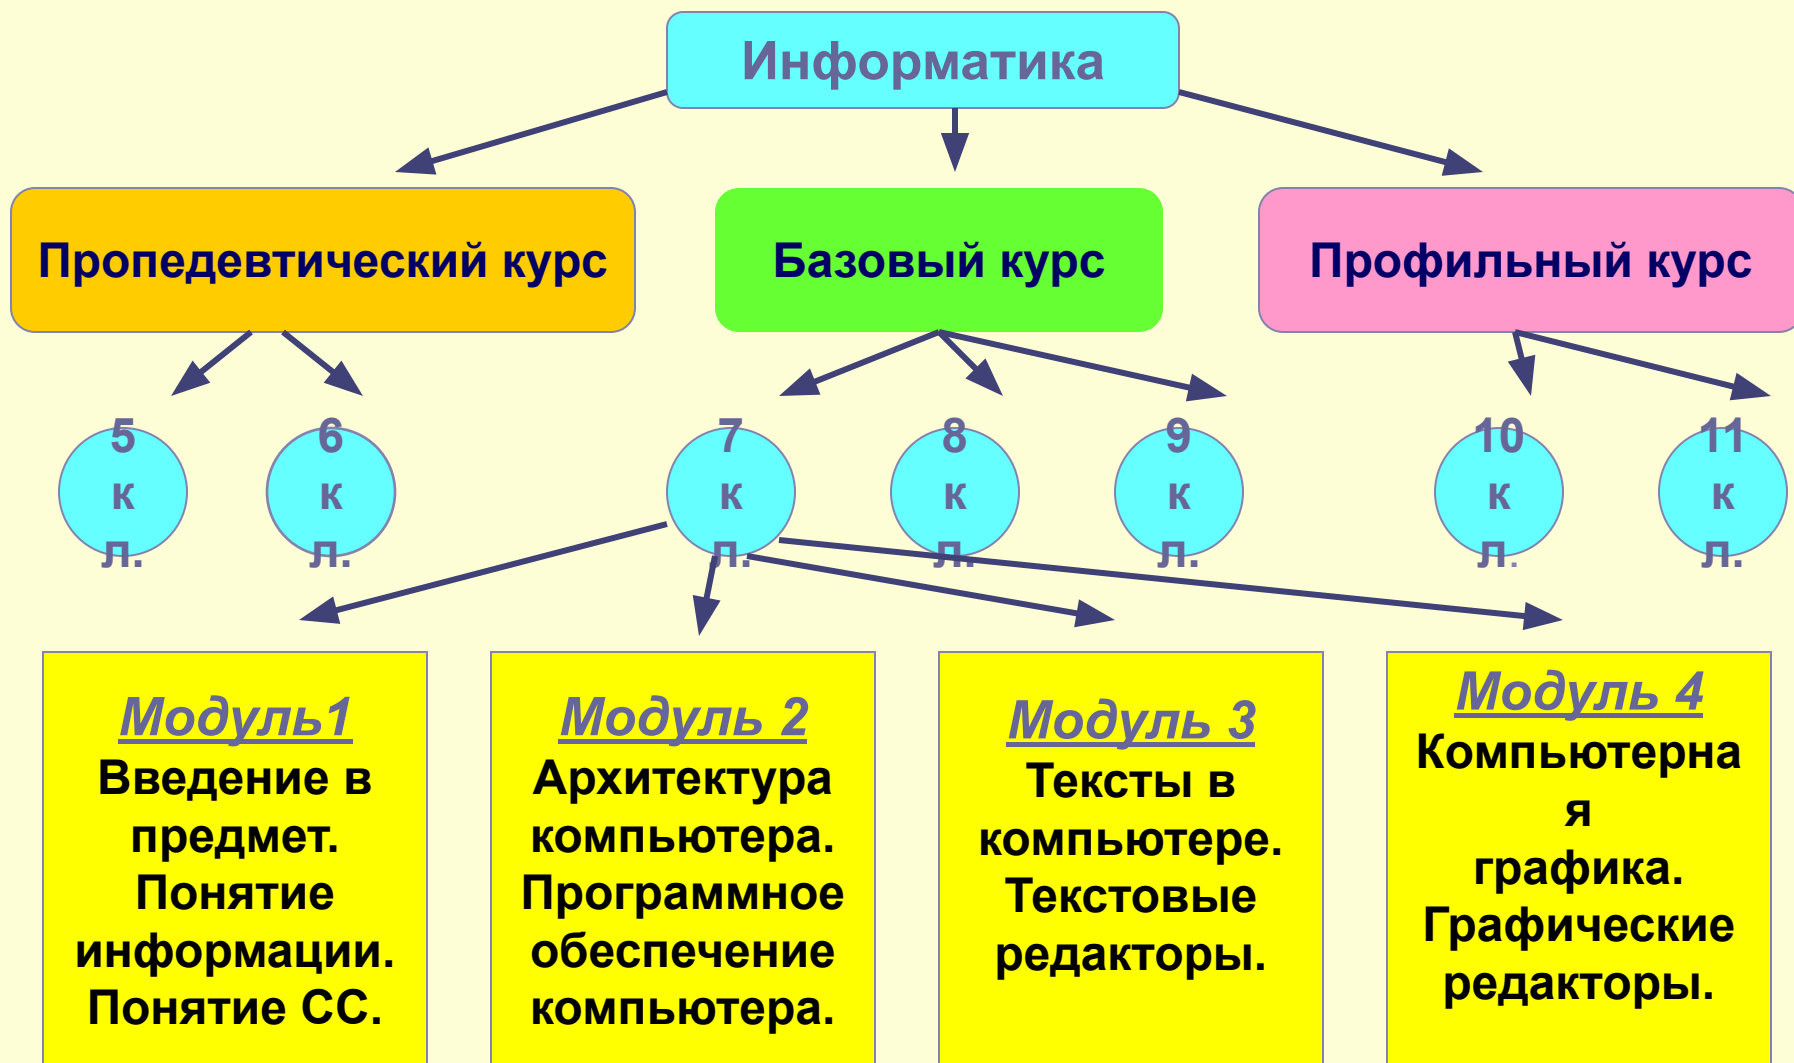 Информатика
Пропедевтический курс
Базовый курс
Профильный курс
5
к
л.
6
к
л.
7
к
л.
8
к
л.
9
к
л.
10
к
л.
11
к
л.
Модуль1
Введение в
предмет.
Понятие
информации.
Понятие СС.
Модуль 2
Архитектура
компьютера.
Программное
обеспечение
компьютера.
Модуль 3
Тексты в
компьютере.
Текстовые
редакторы.
Модуль 4
Компьютерна
я
графика.
Графические
редакторы.